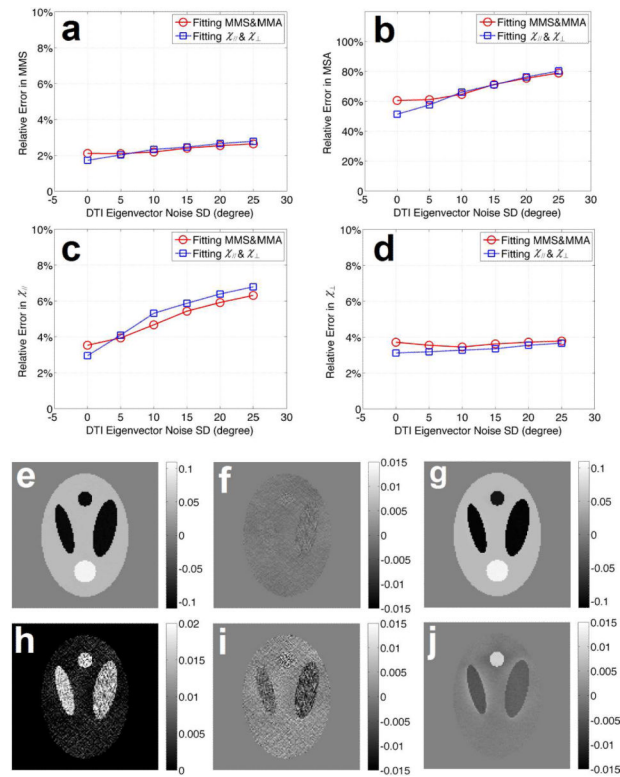 a
10%
8%
6%
4%
2%
0
-5 0 5 10 15 20 25 30
Relative Error in MMS
DTI Eigenvector Noise SD (degree)
Fitting MMS&MMA
Fitting χ// & χ⊥
b
100%
80%
60%
40%
20%
0
-5 0 5 10 15 20 25 30
Relative Error in MSA
DTI Eigenvector Noise SD (degree)
Fitting MMS&MMA
Fitting χ// & χ⊥
c
8%
6%
4%
2%
0
-5 0 5 10 15 20 25 30
Relative Error in χ//
DTI Eigenvector Noise SD (degree)
Fitting MMS&MMA
Fitting χ// & χ⊥
d
8%
6%
4%
2%
0
-5 0 5 10 15 20 25 30
Relative Error in χ⊥
DTI Eigenvector Noise SD (degree)
Fitting MMS&MMA
Fitting χ// & χ⊥
e
0.1
0.05
0
-0.05
-0.1
f
0.015
0.01
0.005
0
-0.005
-0.01
-0.015
g
0.1
0.05
0
-0.05
-0.1
h
0.02
0.015
0.01
0.005
0
i
0.015
0.01
0.005
0
-0.005
-0.01
-0.015
j
0.015
0.01
0.005
0
-0.005
-0.01
-0.015